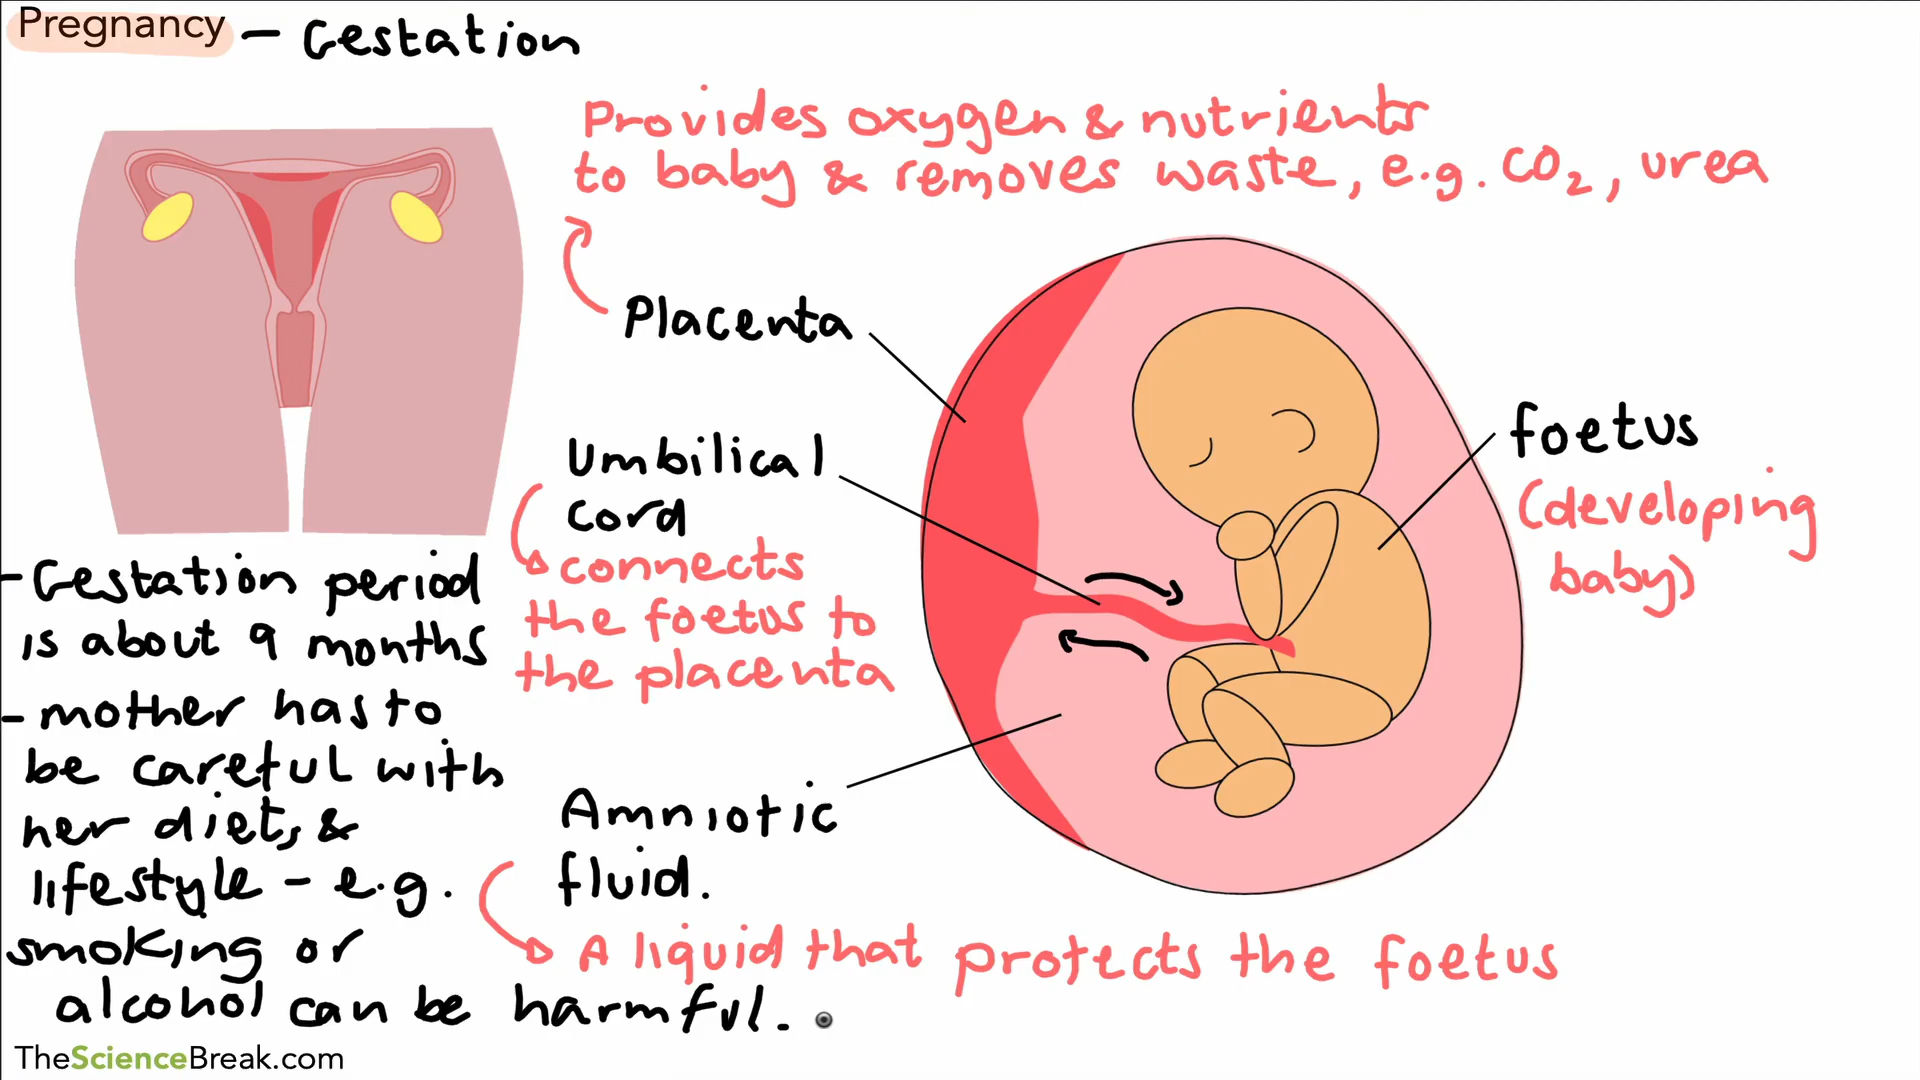 Pregnancy - Gestation
Provides oxygen & nutrients
to baby & removes waste, e.g. CO₂, urea
Placenta
Umbilical
cord
connects
the foetus to
the placenta
foetus
(developing
baby)
Amniotic
fluid.
A liquid that protects the foetus
- Gestation period
is about 9 months
- mother has to
be careful with
her diet, &
lifestyle - e.g.
smoking or
alcohol can be harmful.
TheScienceBreak.com